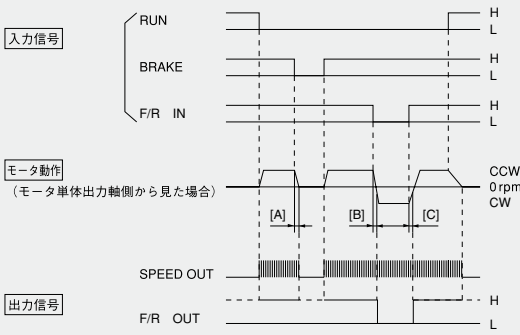 RUN
H
L
入力信号
BRAKE
H
L
F/R IN
H
L
モータ動作
CCW
0 rpm
CW
(モータ単体出力軸側から見た場合)
[A]
[B]
[C]
SPEED OUT
出力信号
H
F/R OUT
L